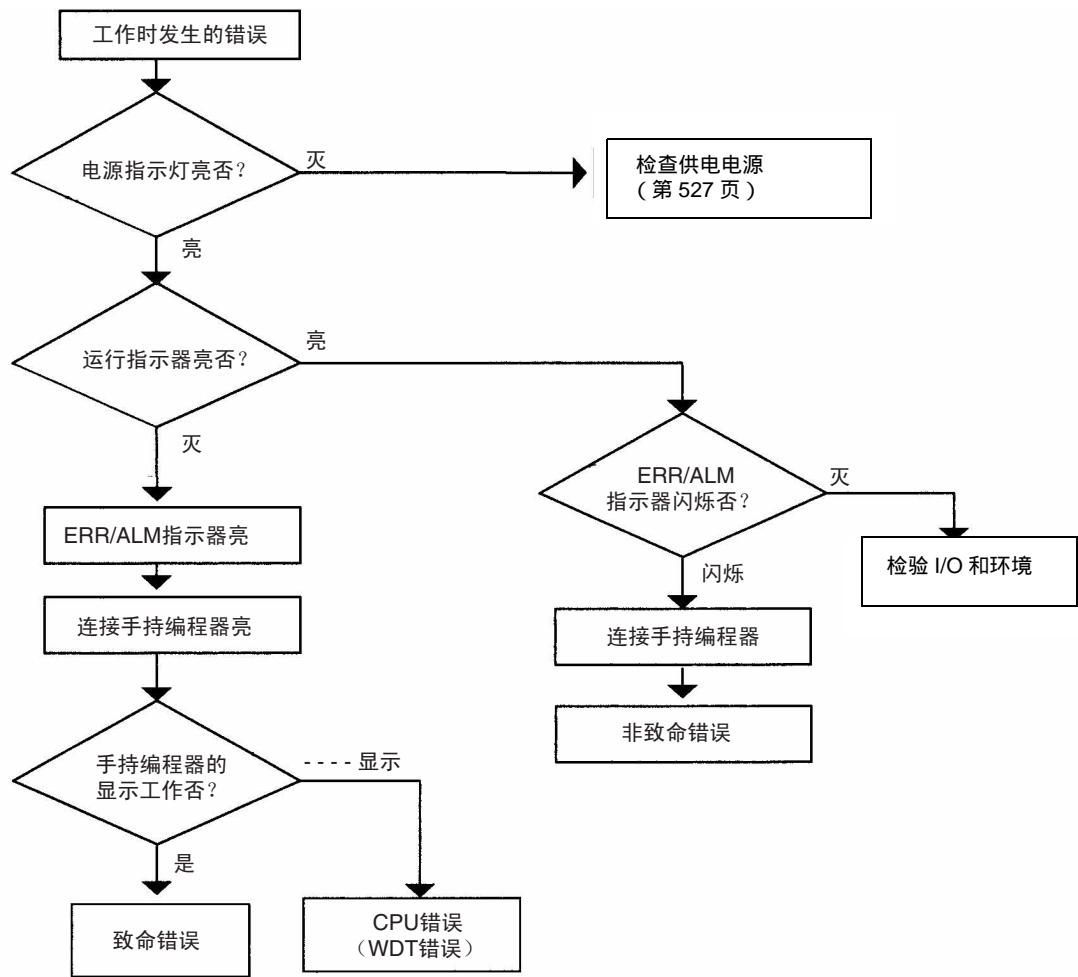 工作时发生的错误
电源指示灯亮否？
灭
检查供电电源
（第 527 页）
亮
运行指示器亮否？
亮
灭
ERR/ALM
指示器闪烁否？
灭
ERR/ALM指示器亮
检验 I/O 和环境
闪烁
连接手持编程器亮
连接手持编程器
非致命错误
手持编程器的
显示工作否？
- - - - 显示
是
致命错误
CPU错误
（WDT错误）